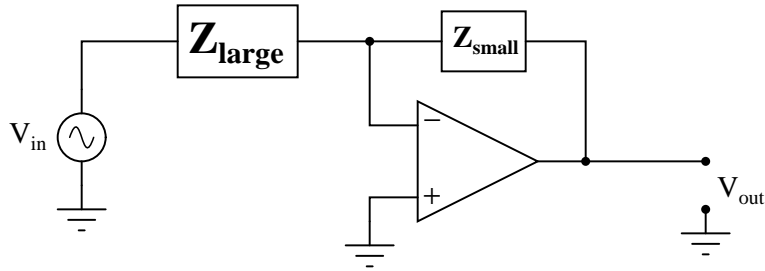 Z_large
Z_small
V_in
−
+
V_out